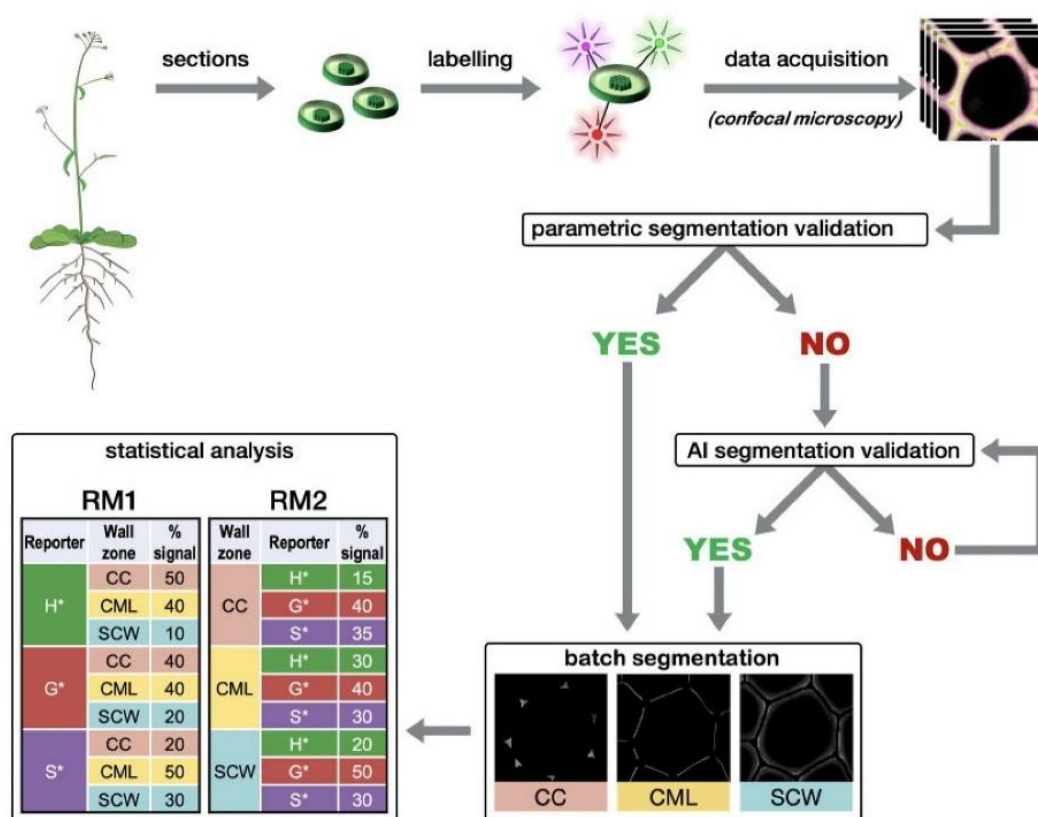 sections
labelling
data acquisition
(confocal microscopy)
parametric segmentation validation
YES
NO
AI segmentation validation
YES
NO
batch segmentation
CC
CML
SCW
statistical analysis
RM1
Reporter Wall zone % signal
H* CC 50
CML 40
SCW 10
G* CC 40
CML 40
SCW 20
S* CC 20
CML 50
SCW 30
RM2
Wall zone Reporter % signal
CC H* 15
G* 40
S* 35
CML H* 30
G* 40
S* 30
SCW H* 20
G* 50
S* 30